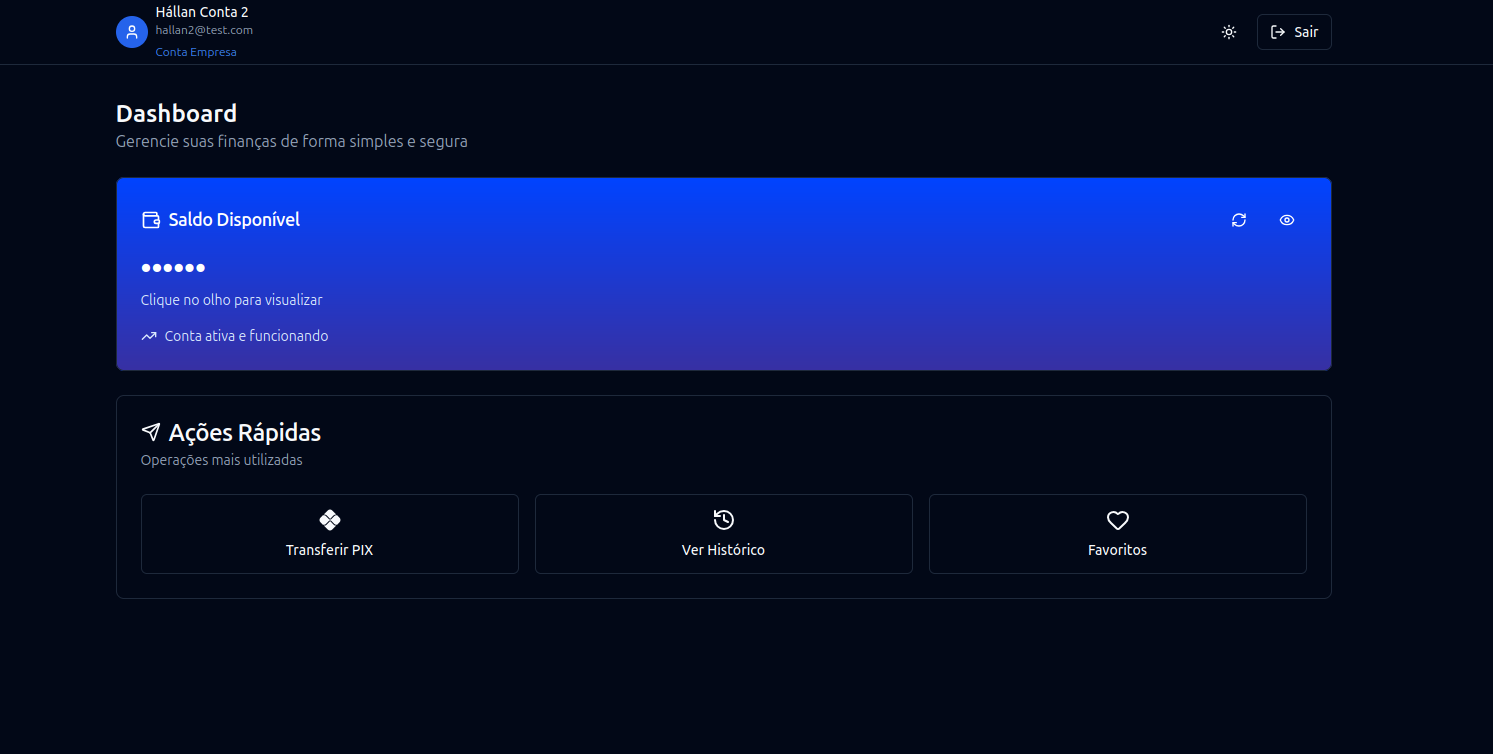 Hállan Conta 2
hallan2@test.com
Conta Empresa
Sair
Dashboard
Gerencie suas finanças de forma simples e segura
Saldo Disponível
••••••
Clique no olho para visualizar
Conta ativa e funcionando
Ações Rápidas
Operações mais utilizadas
Transferir PIX
Ver Histórico
Favoritos